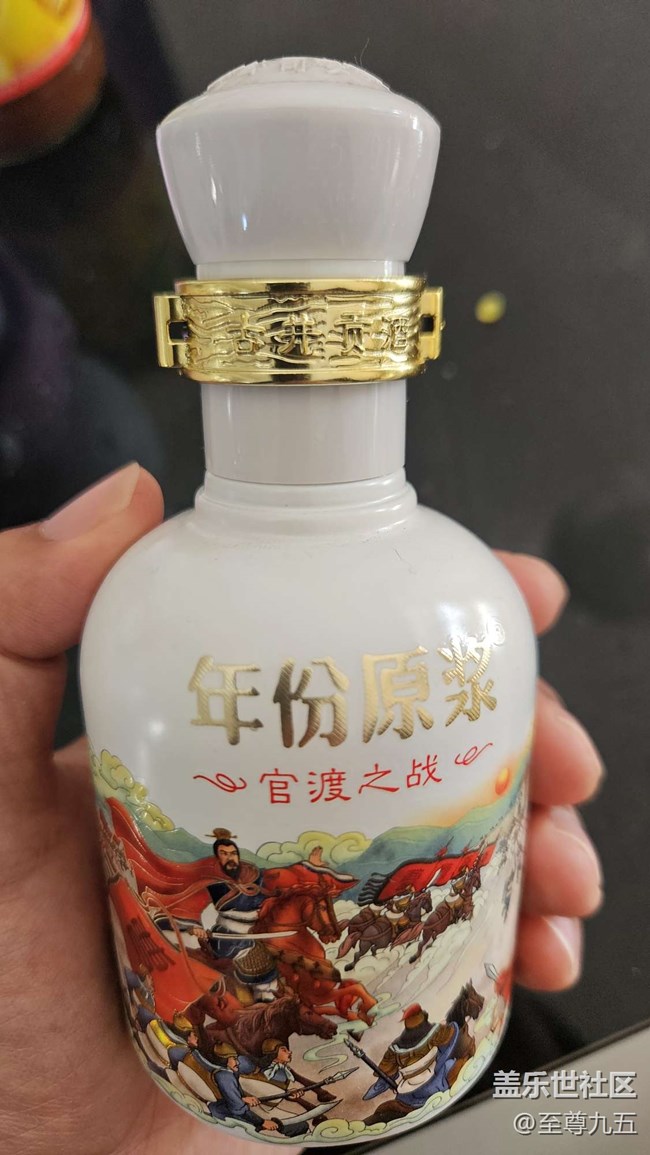 古井贡酒
年份原浆®
官渡之战
盖乐世社区
@至尊九五